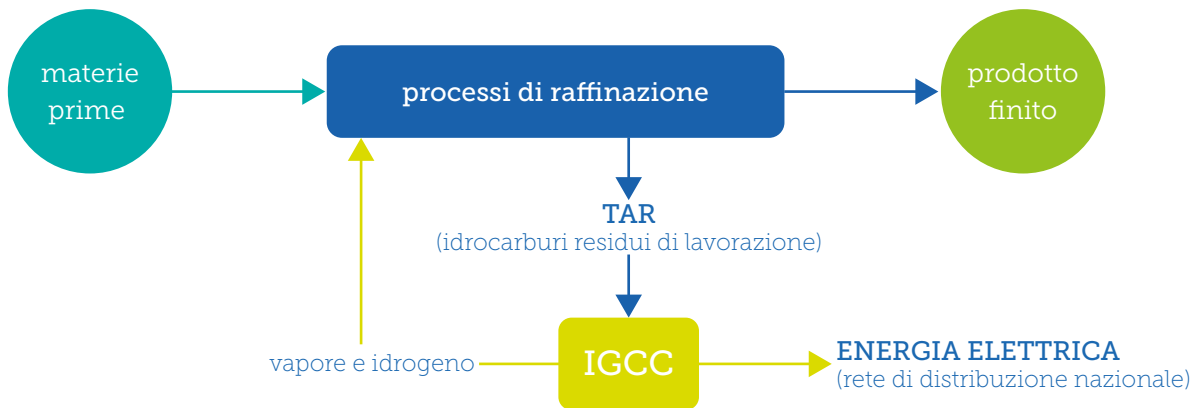 materie
prime
processi di raffinazione
prodotto
finito
TAR
(idrocarburi residui di lavorazione)
vapore e idrogeno
IGCC
ENERGIA ELETTRICA
(rete di distribuzione nazionale)